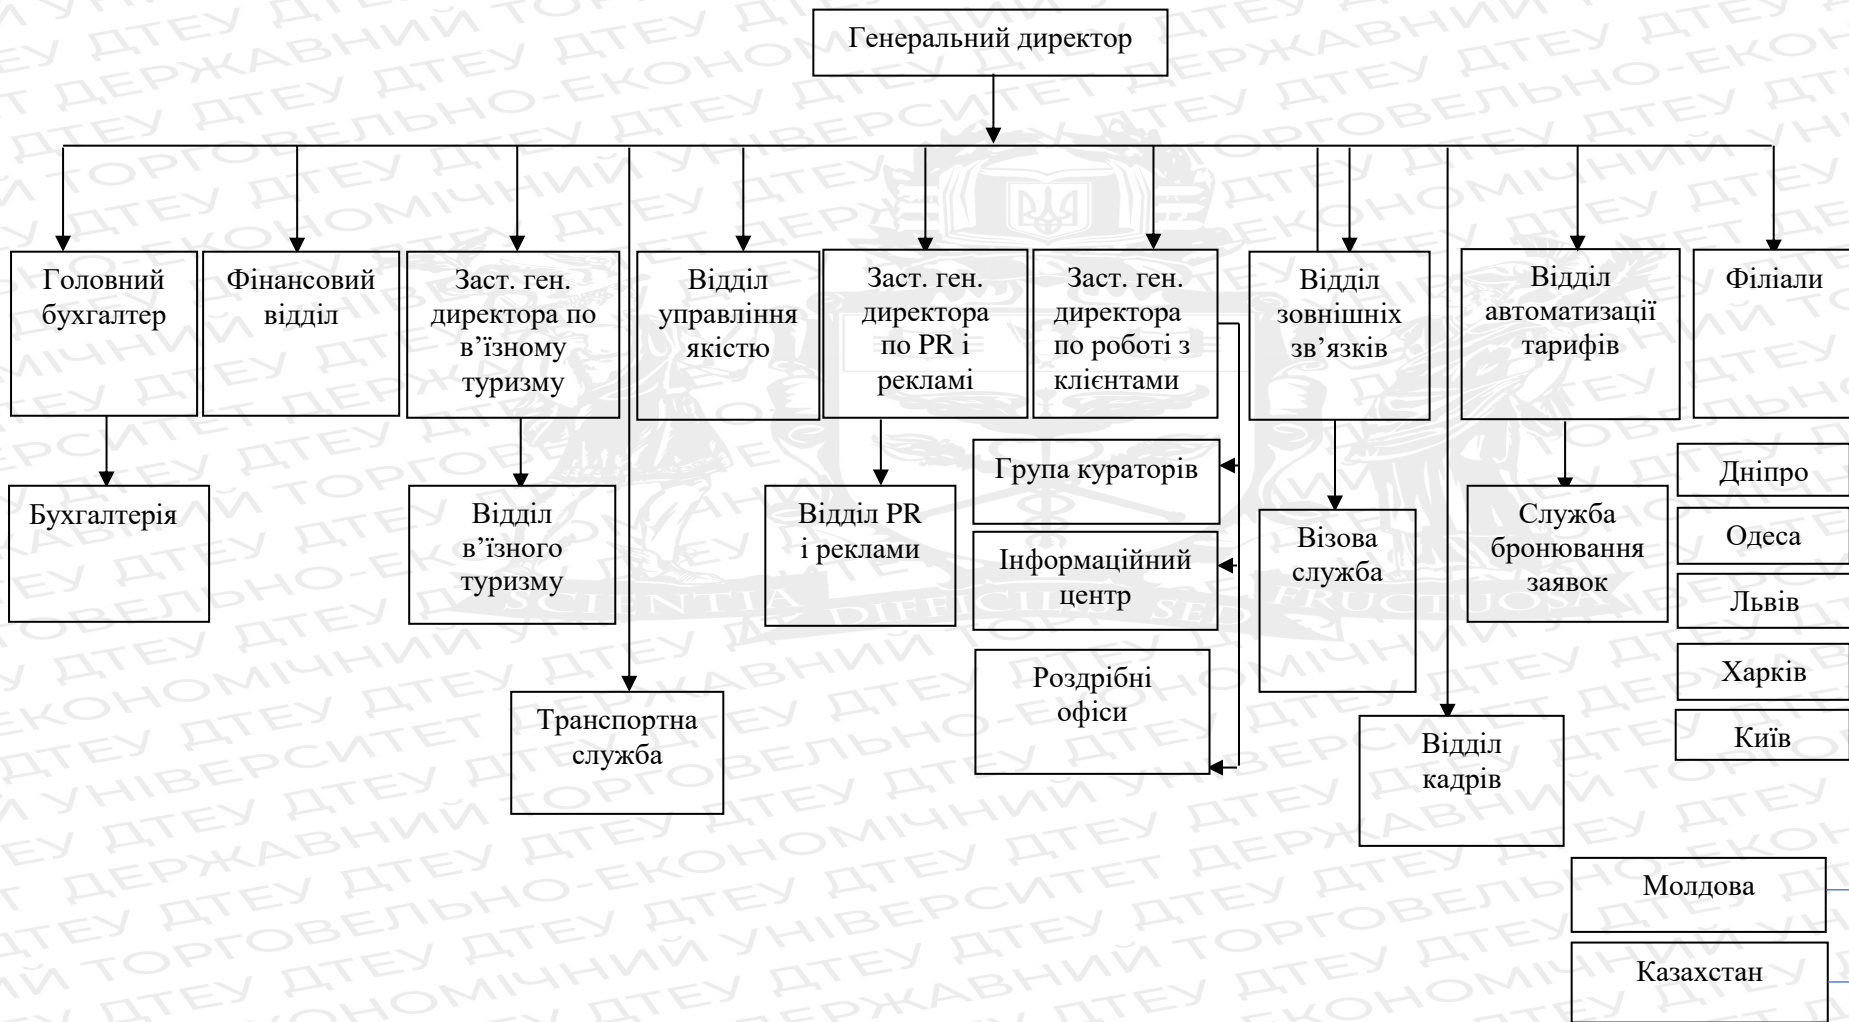 Генеральний директор
Головний
бухгалтер
Фінансовий
відділ
Заст. ген.
директора по
в’їзному
туризму
Відділ
управління
якістю
Заст. ген.
директора
по PR і
рекламі
Заст. ген.
директора
по роботі з
клієнтами
Відділ
зовнішніх
зв’язків
Відділ
автоматизації
тарифів
Філіали
Бухгалтерія
Відділ
в’їзного
туризму
Відділ PR
і реклами
Група кураторів
Інформаційний
центр
Роздрібні
офіси
Візова
служба
Служба
бронювання
заявок
Дніпро
Одеса
Львів
Харків
Київ
Транспортна
служба
Відділ
кадрів
Молдова
Казахстан